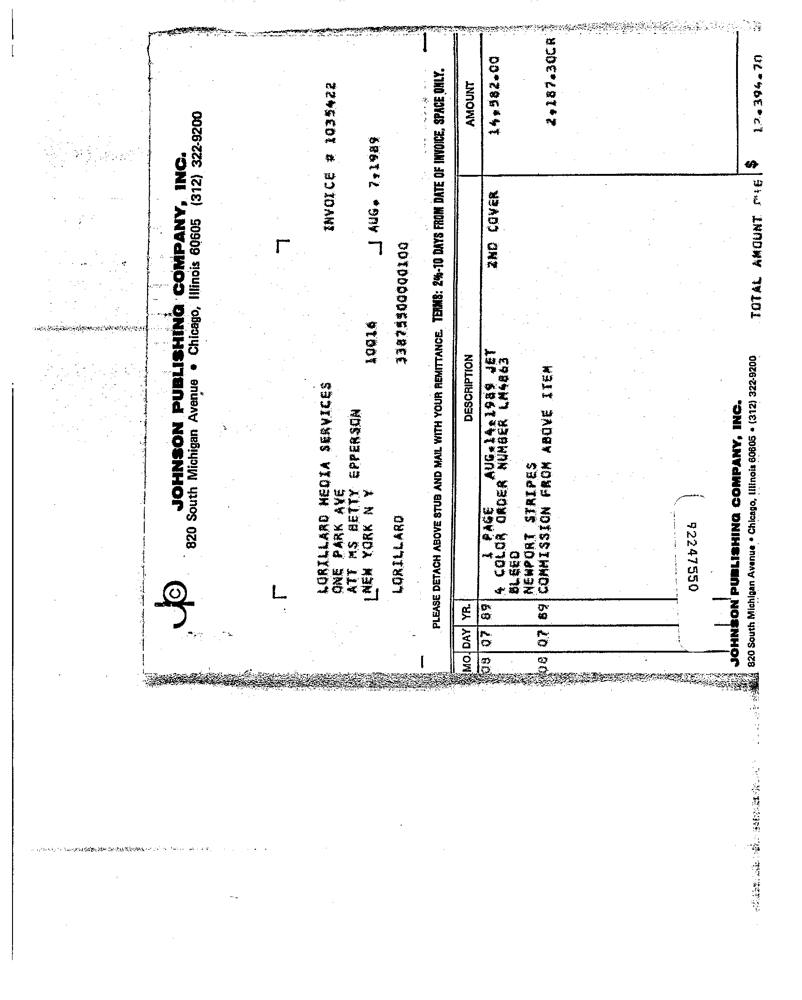 JOHNSON PUBLISHING COMPANY, INC.
820 South Michigan Avenue • Chicago, Illinois 60605 (312) 322-9200
INVOICE # 1035422
LORILLARD MEDIA SERVICES
ONE PARK AVE
ATT MS BETTY EPPERSON
NEW YORK N Y 10016 AUG. 7,1989
LORILLARD 33875500000100
PLEASE DETACH ABOVE STUB AND MAIL WITH YOUR REMITTANCE. TERMS: 2%-10 DAYS FROM DATE OF INVOICE, SPACE ONLY.
MO. DAY YR. DESCRIPTION AMOUNT
08 07 89 1 PAGE AUG.14,1989 JET 2ND COVER 14,582.00
4 COLOR ORDER NUMBER LM4863
BLEED
NEWPORT STRIPES
08 07 89 COMMISSION FROM ABOVE ITEM 2,187.30CR
92247550
JOHNSON PUBLISHING COMPANY, INC.
820 South Michigan Avenue • Chicago, Illinois 60605 • (312) 322-9200
TOTAL AMOUNT $ 12,394.70